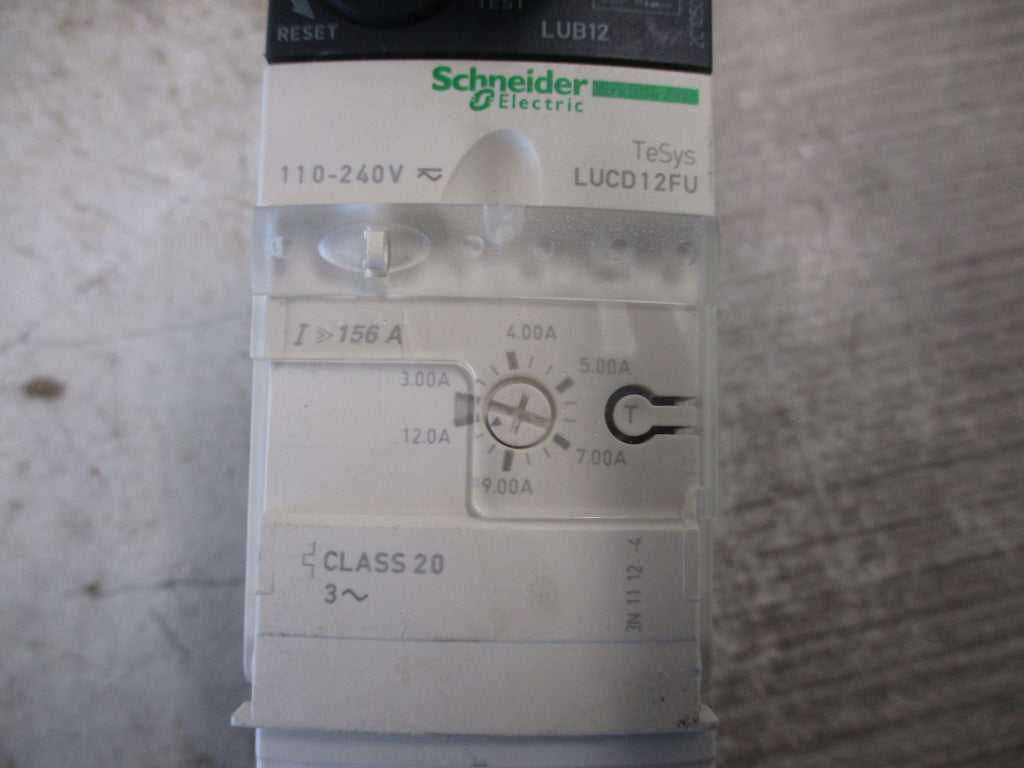 TEST
RESET
LUB12
Schneider
Electric
TeSys
110-240V
LUCD12FU
I ⪢ 156 A
4.00A
5.00A
3.00A
T
12.0A
7.00A
9.00A
CLASS 20
3~
3N 11 12 -4